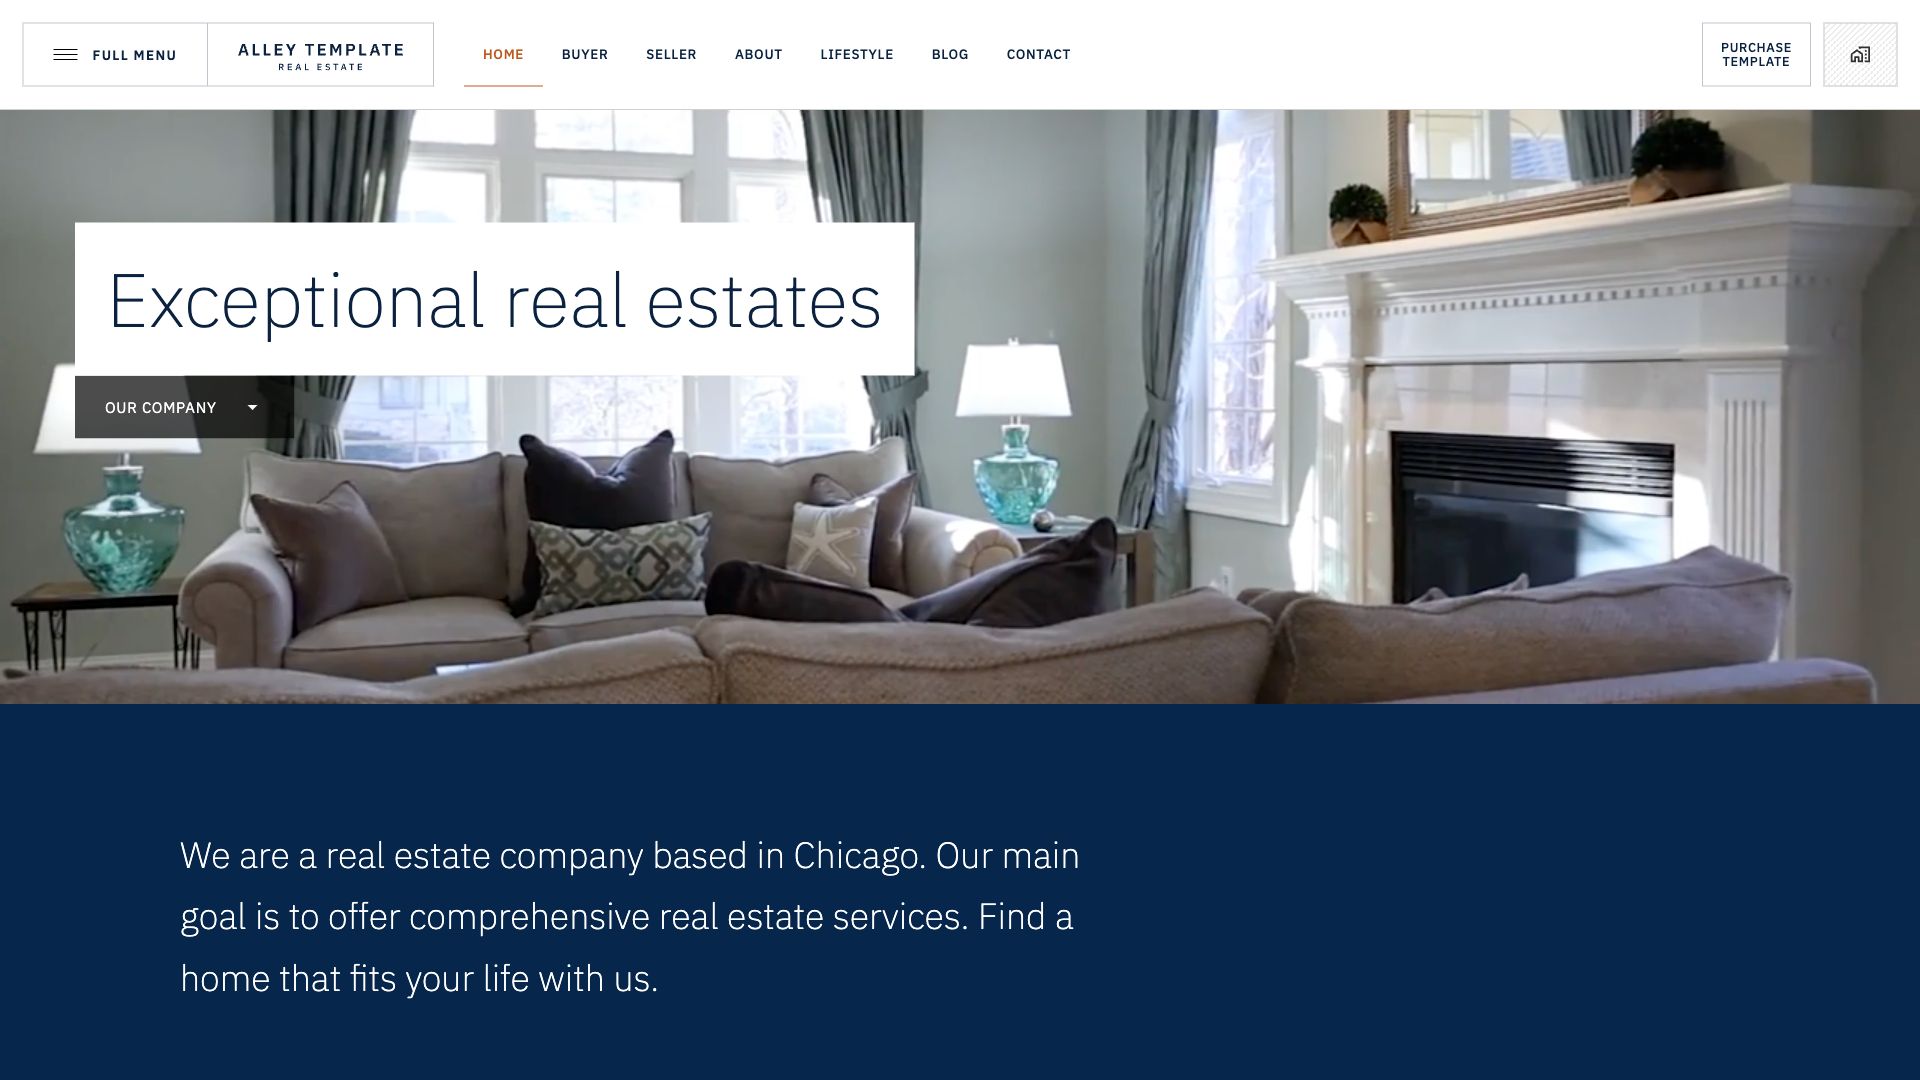 FULL MENU
ALLEY TEMPLATE
REAL ESTATE
HOME
BUYER
SELLER
ABOUT
LIFESTYLE
BLOG
CONTACT
PURCHASE
TEMPLATE
Exceptional real estates
OUR COMPANY
We are a real estate company based in Chicago. Our main
goal is to offer comprehensive real estate services. Find a
home that fits your life with us.